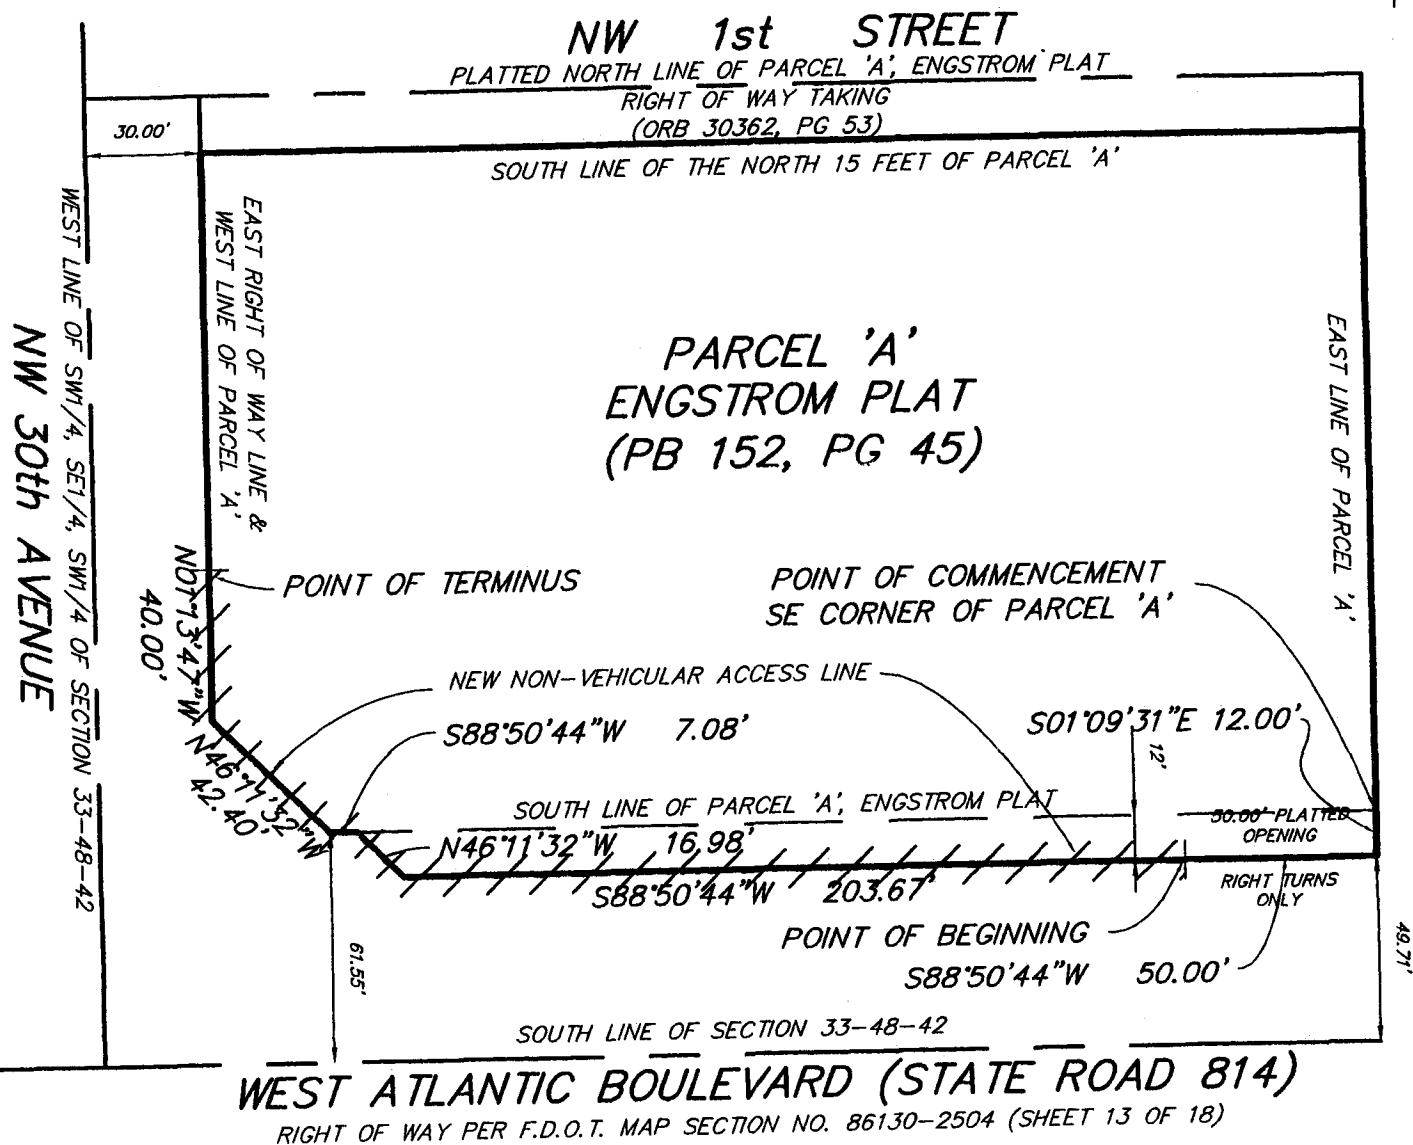 NW 1st STREET
PLATTED NORTH LINE OF PARCEL 'A', ENGSTROM PLAT
RIGHT OF WAY TAKING
(ORB 30362, PG 53)
30.00'
SOUTH LINE OF THE NORTH 15 FEET OF PARCEL 'A'
NW 30th AVENUE
WEST LINE OF SW1/4, SE1/4, SW1/4 OF SECTION 33-48-42
EAST RIGHT OF WAY LINE &
WEST LINE OF PARCEL 'A'
PARCEL 'A'
ENGSTROM PLAT
(PB 152, PG 45)
EAST LINE OF PARCEL 'A'
POINT OF TERMINUS
POINT OF COMMENCEMENT
SE CORNER OF PARCEL 'A'
N01°13'47"W
40.00'
NEW NON-VEHICULAR ACCESS LINE
S88°50'44"W 7.08'
S01°09'31"E 12.00'
12'
N46°11'32"W
42.40'
SOUTH LINE OF PARCEL 'A', ENGSTROM PLAT
50.00' PLATTED
OPENING
N46°11'32"W 16.98'
S88°50'44"W 203.67'
RIGHT TURNS
ONLY
POINT OF BEGINNING
S88°50'44"W 50.00'
61.55'
49.71'
SOUTH LINE OF SECTION 33-48-42
WEST ATLANTIC BOULEVARD (STATE ROAD 814)
RIGHT OF WAY PER F.D.O.T. MAP SECTION NO. 86130-2504 (SHEET 13 OF 18)